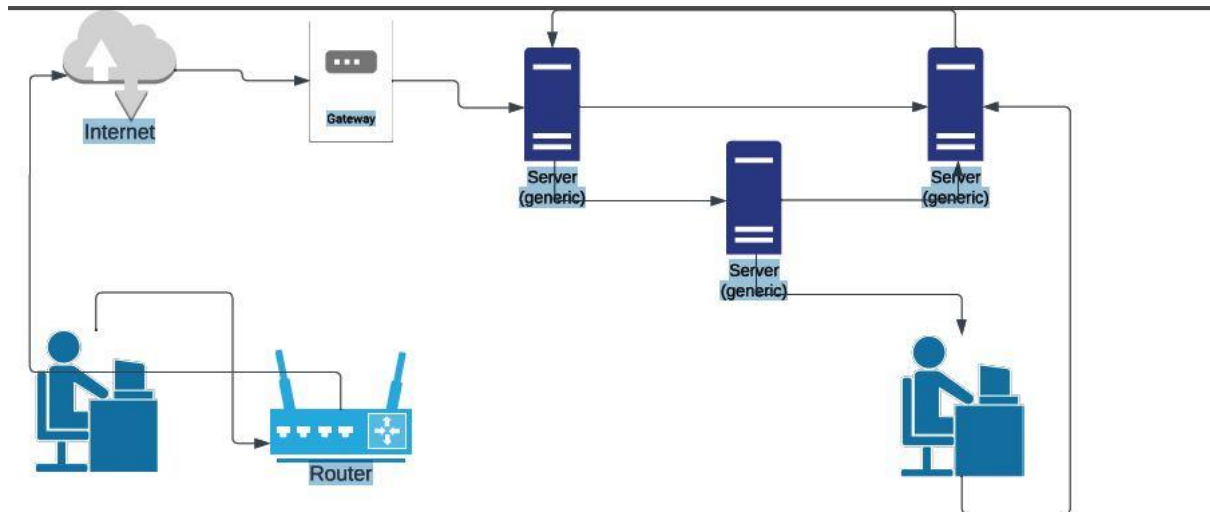 Internet
Gateway
Server
(generic)
Server
(generic)
Server
(generic)
Router